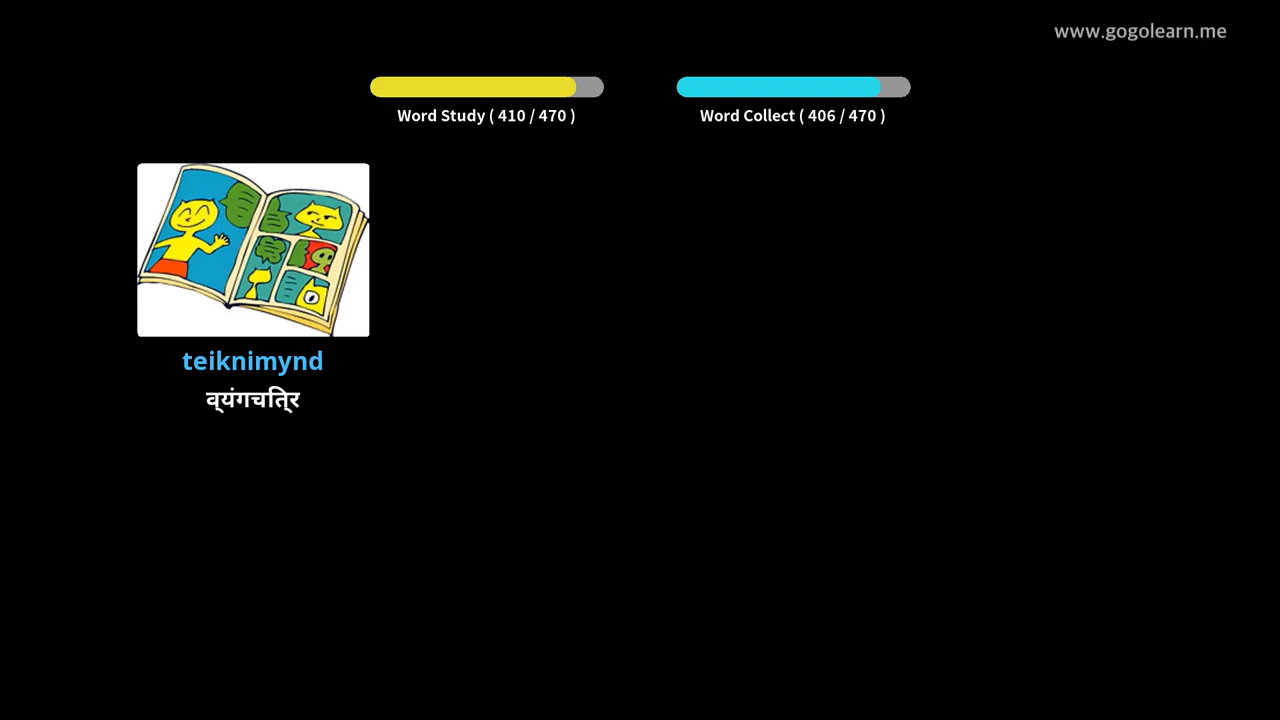 www.gogolearn.me
Word Study ( 410 / 470 )
Word Collect ( 406 / 470 )
teiknimynd
व्यंगचित्र